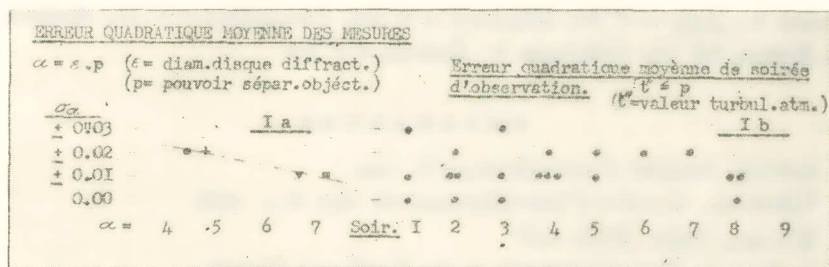 ERREUR QUADRATIQUE MOYENNE DES MESURES
α = ε.p (ε= diam.disque diffract.)
(p= pouvoir sépar.objéct.)
Erreur quadratique moyènne de soirée
d'observation. t' ≤ p
(t'=valeur turbul.atm.)
σα
I a
I b
± 0"03
± 0.02
± 0.01
0.00
α = 4 .5 6 7 Soir. I 2 3 4 5 6 7 8 9